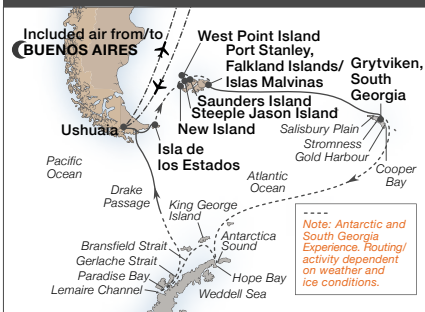 Included air from/to
BUENOS AIRES
West Point Island
Port Stanley,
Falkland Islands/
Islas Malvinas
Grytviken,
South
Georgia
Saunders Island
Steeple Jason Island
New Island
Ushuaia
Isla de
los Estados
Salisbury Plain
Stromness
Gold Harbour
Cooper
Bay
Pacific
Ocean
Atlantic
Ocean
Drake
Passage
King George
Island
Antarctica
Sound
Bransfield Strait
Gerlache Strait
Paradise Bay
Lemaire Channel
Hope Bay
Weddell Sea
Note: Antarctic and
South Georgia
Experience. Routing/
activity dependent
on weather and
ice conditions.